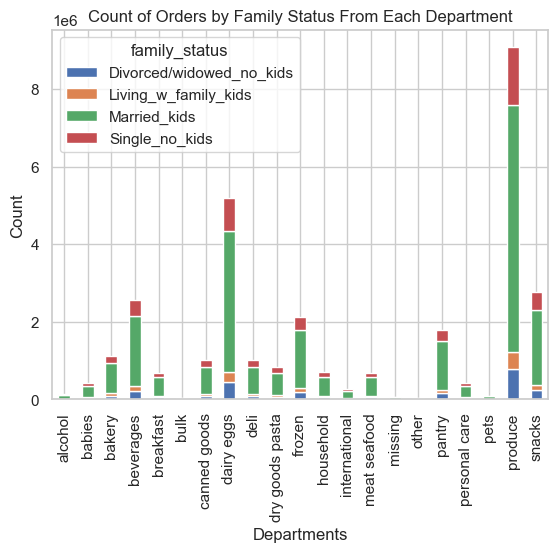 Count of Orders by Family Status From Each Department
1e6
family_status
Divorced/widowed_no_kids
Living_w_family_kids
Married_kids
Single_no_kids
8
6
4
2
0
Count
alcohol
babies
bakery
beverages
breakfast
bulk
canned goods
dairy eggs
deli
dry goods pasta
frozen
household
international
meat seafood
missing
other
pantry
personal care
pets
produce
snacks
Departments